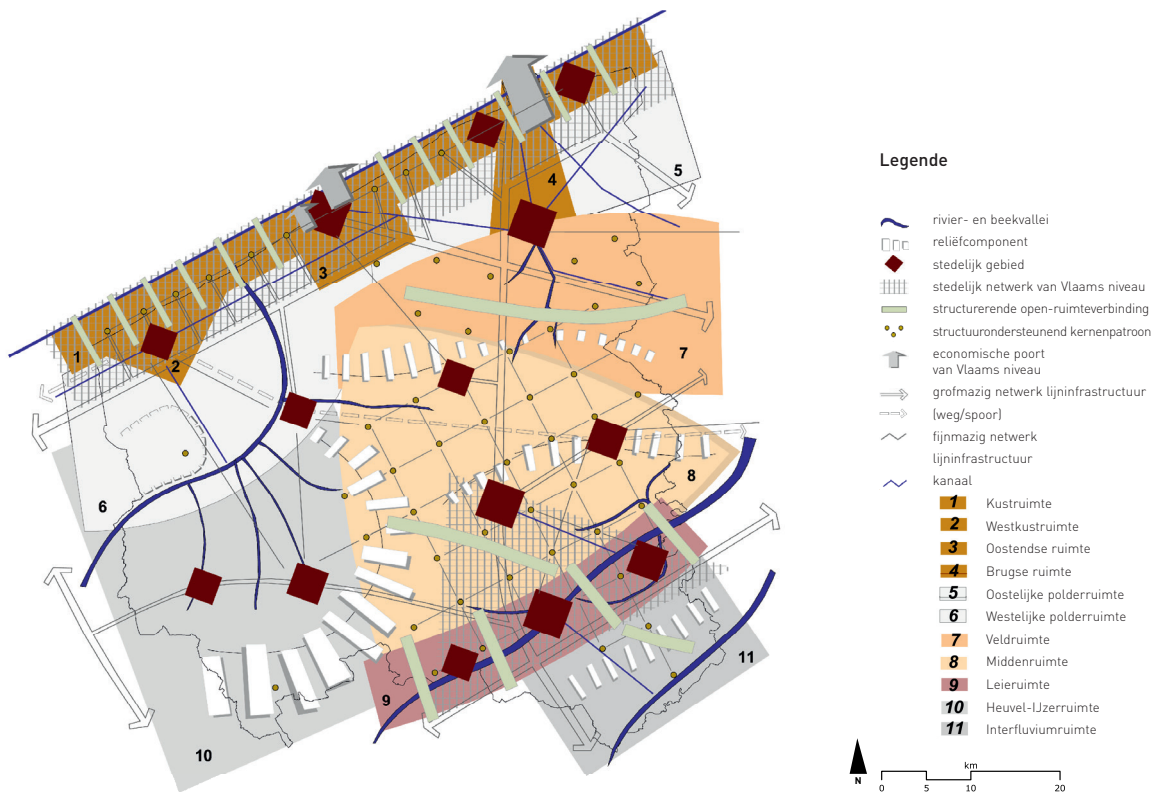 5
4
3
1
2
7
8
6
9
11
10
Legende
rivier- en beekvallei
reliëfcomponent
stedelijk gebied
stedelijk netwerk van Vlaams niveau
structurerende open-ruimteverbinding
structuurondersteunend kernenpatroon
economische poort
van Vlaams niveau
grofmazig netwerk lijninfrastructuur
(weg/spoor)
fijnmazig netwerk
lijninfrastructuur
kanaal
1 Kustruimte
2 Westkustruimte
3 Oostendse ruimte
4 Brugse ruimte
5 Oostelijke polderruimte
6 Westelijke polderruimte
7 Veldruimte
8 Middenruimte
9 Leieruimte
10 Heuvel-IJzerruimte
11 Interfluviumruimte
km
N
0 5 10 20